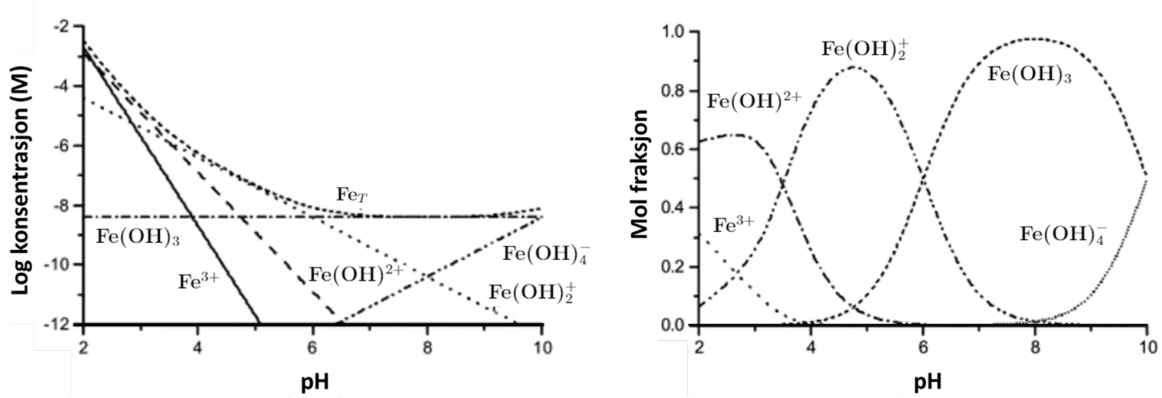 Log konsentrasjon (M)
-2
-4
-6
-8
-10
-12
Fe_T
Fe(OH)₃
Fe³⁺
Fe(OH)²⁺
Fe(OH)₄⁻
Fe(OH)₂⁺
2 4 6 8 10
pH
Mol fraksjon
1.0
0.8
0.6
0.4
0.2
0.0
Fe(OH)₂⁺
Fe(OH)₃
Fe(OH)²⁺
Fe³⁺
Fe(OH)₄⁻
2 4 6 8 10
pH